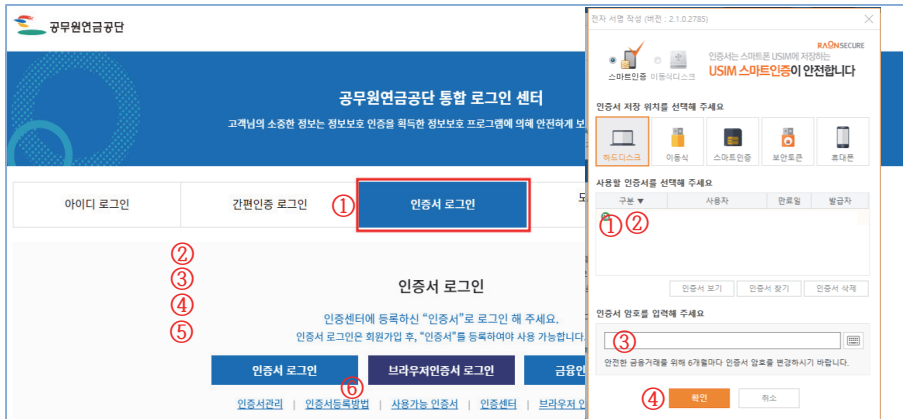 공무원연금공단
공무원연금공단 통합 로그인 센터
고객님의 소중한 정보는 정보보호 인증을 획득한 정보보호 프로그램에 의해 안전하게 보
아이디 로그인
간편인증 로그인
① 인증서 로그인
②
③
④
⑤
인증서 로그인
인증센터에 등록하신 “인증서”로 로그인 해 주세요.
인증서 로그인은 회원가입 후, “인증서”를 등록하여야 사용 가능합니다.
인증서 로그인
브라우저인증서 로그인
금융인
⑥
인증서관리 | 인증서등록방법 | 사용가능 인증서 | 인증센터 | 브라우저 인
전자 서명 작성 (버전 : 2.1.0.2785)
RAONSECURE
인증서는 스마트폰 USIM에 저장하는
USIM 스마트인증이 안전합니다
스마트인증 이동식디스크
인증서 저장 위치를 선택해 주세요
하드디스크 이동식 스마트인증 보안토큰 휴대폰
사용할 인증서를 선택해 주세요
구분 ▼ 사용자 만료일 발급자
① ②
인증서 보기 인증서 찾기 인증서 삭제
인증서 암호를 입력해 주세요
③
안전한 금융거래를 위해 6개월마다 인증서 암호를 변경하시기 바랍니다.
④ 확인 취소